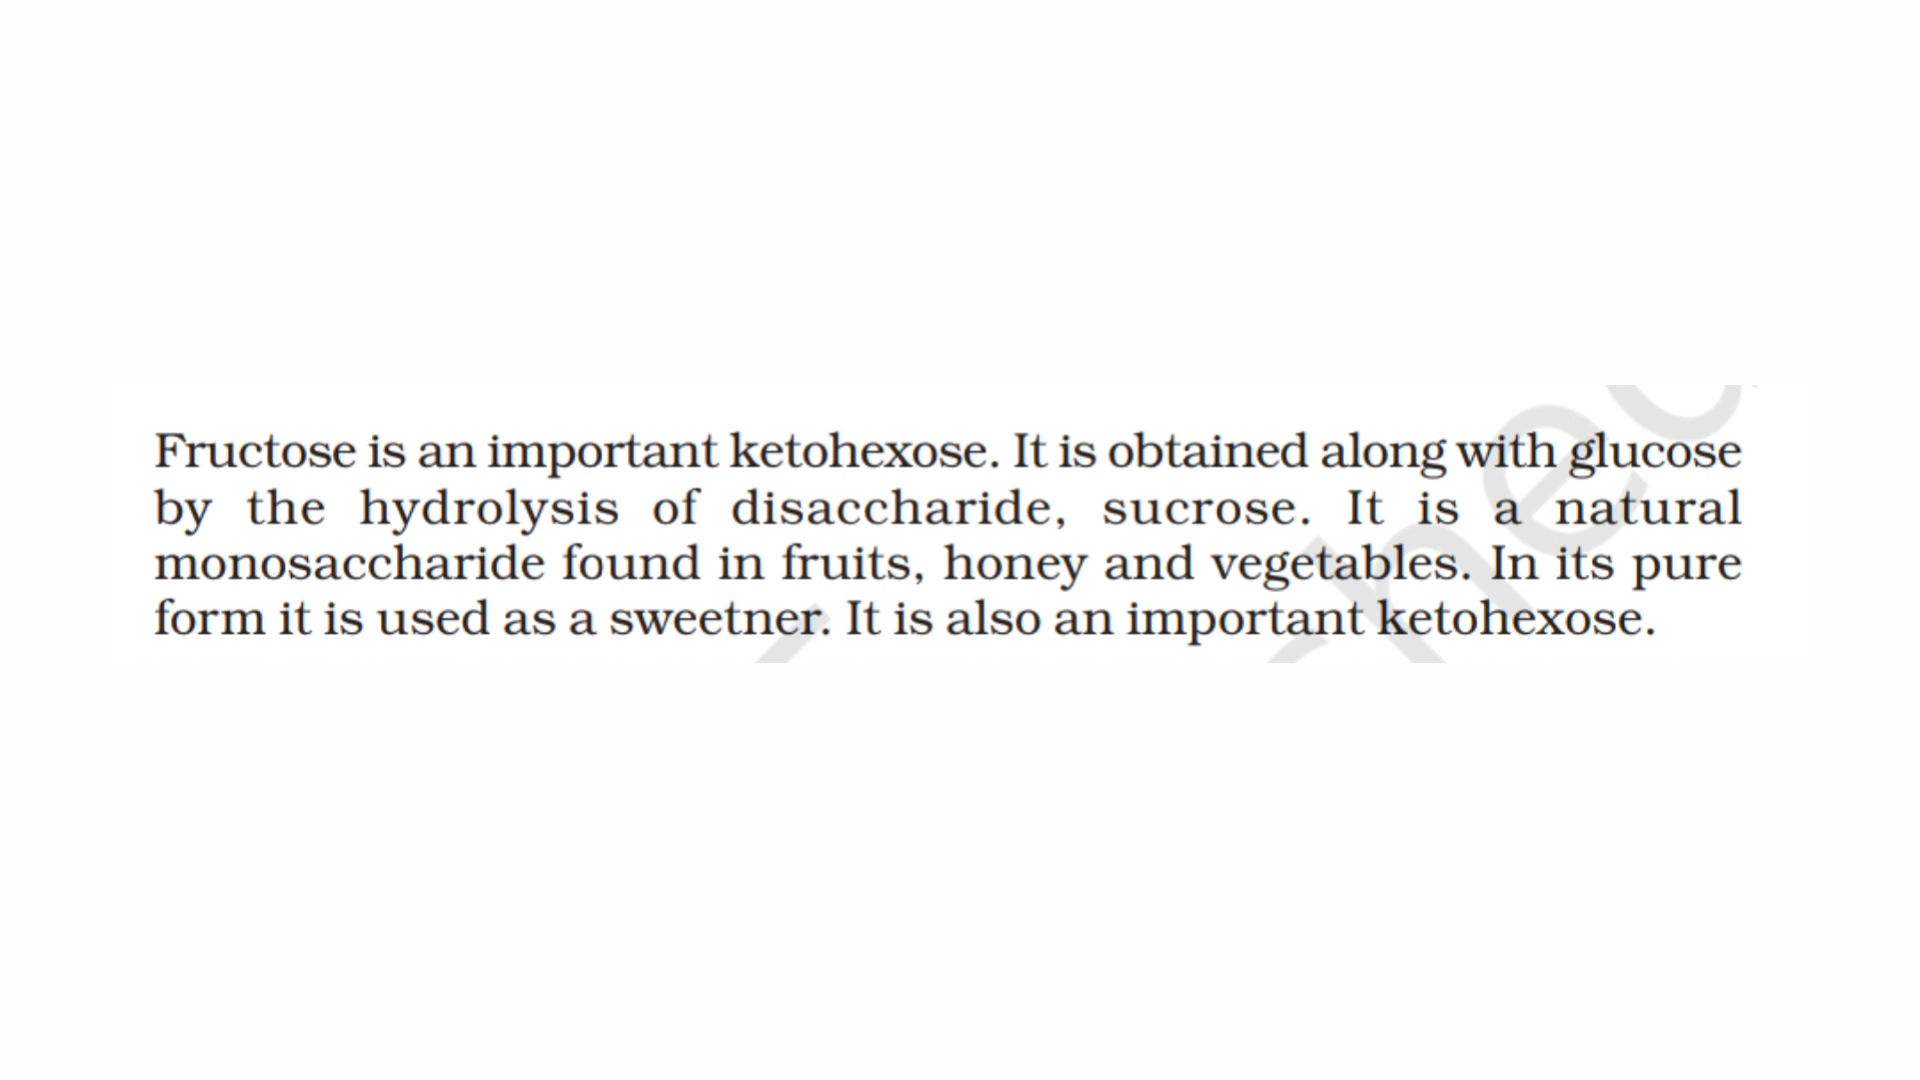 Fructose is an important ketohexose. It is obtained along with glucose
by the hydrolysis of disaccharide, sucrose. It is a natural
monosaccharide found in fruits, honey and vegetables. In its pure
form it is used as a sweetner. It is also an important ketohexose.